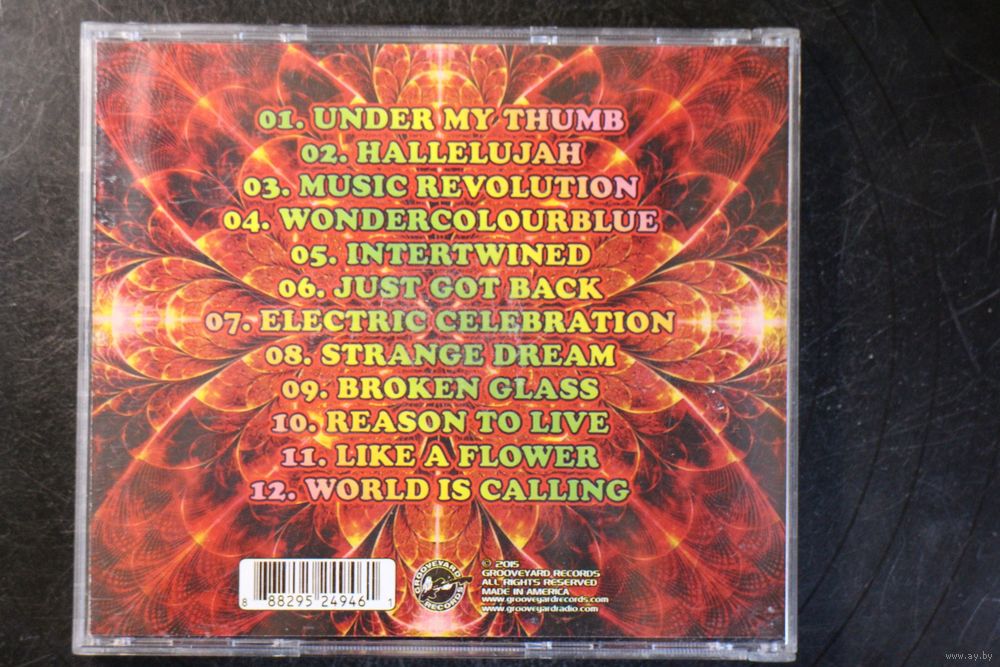 01. UNDER MY THUMB
02. HALLELUJAH
03. MUSIC REVOLUTION
04. WONDERCOLOURBLUE
05. INTERTWINED
06. JUST GOT BACK
07. ELECTRIC CELEBRATION
08. STRANGE DREAM
09. BROKEN GLASS
10. REASON TO LIVE
11. LIKE A FLOWER
12. WORLD IS CALLING
8 88295 24946 1
GROOVEYARD RECORDS
© 2015
GROOVEYARD RECORDS
ALL RIGHTS RESERVED
MADE IN AMERICA
www.grooveyardrecords.com
www.grooveyardradio.com
www.ay.by